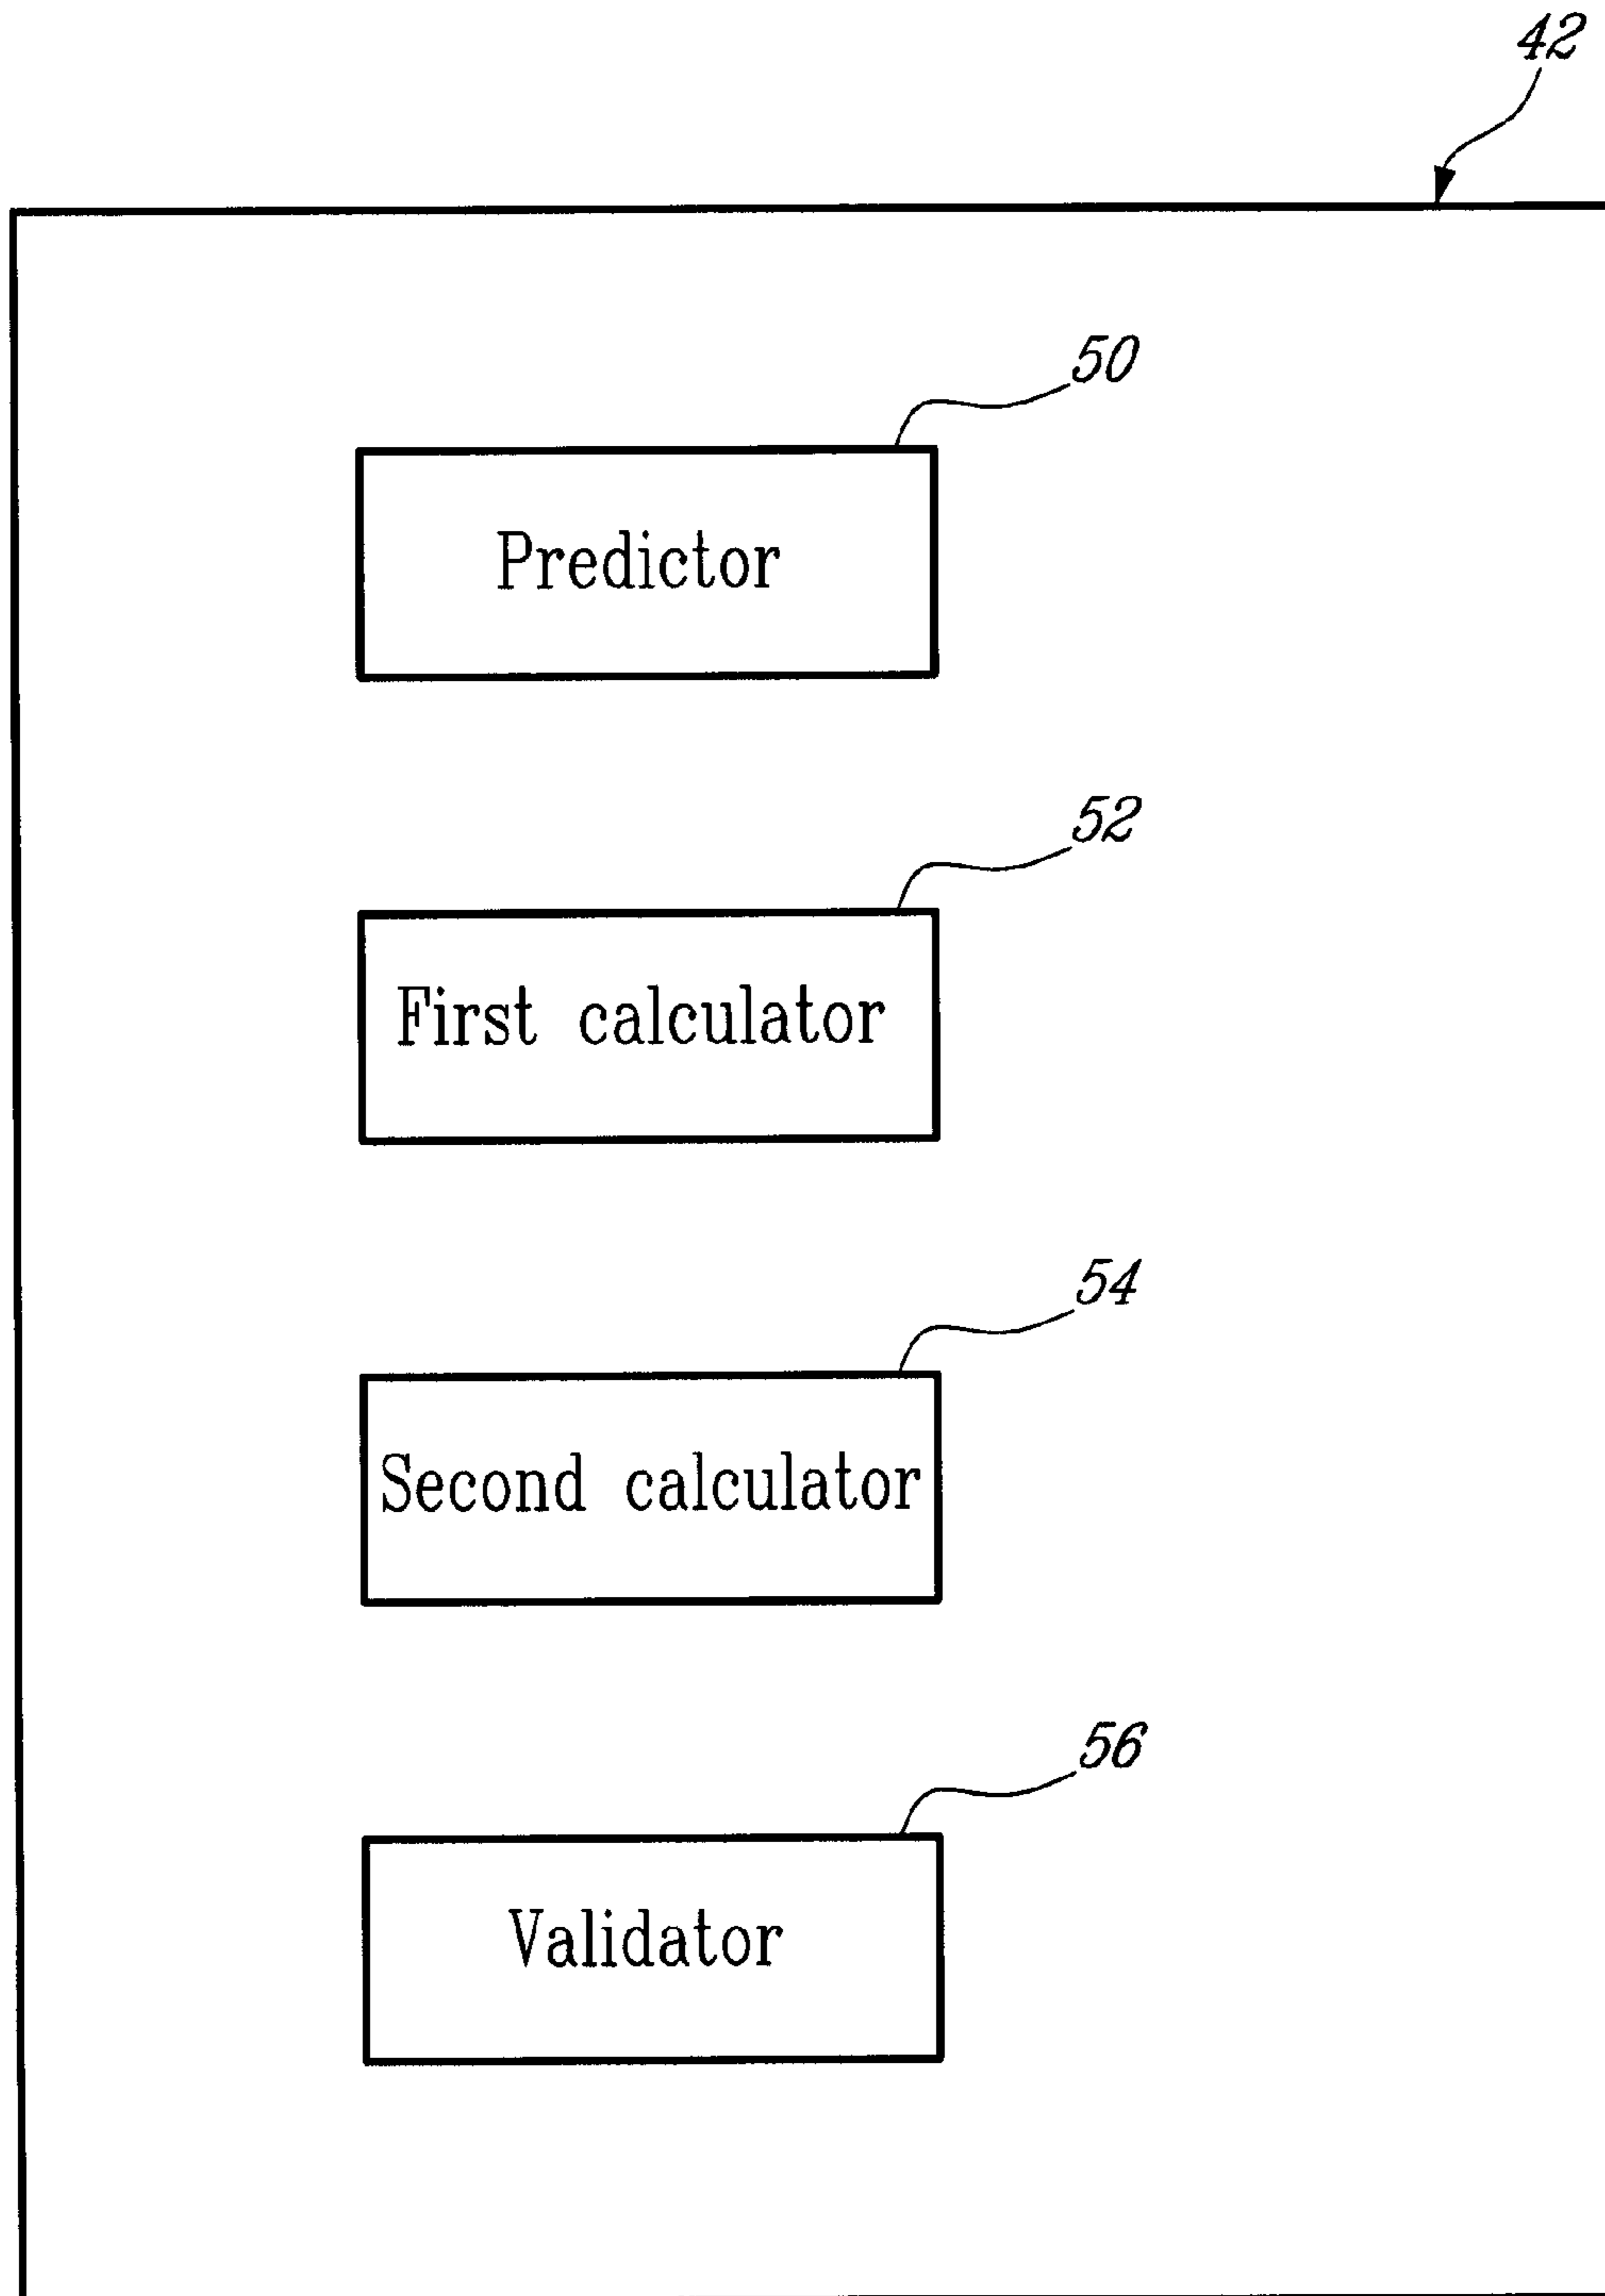 42
50
Predictor
52
First calculator
54
Second calculator
56
Validator